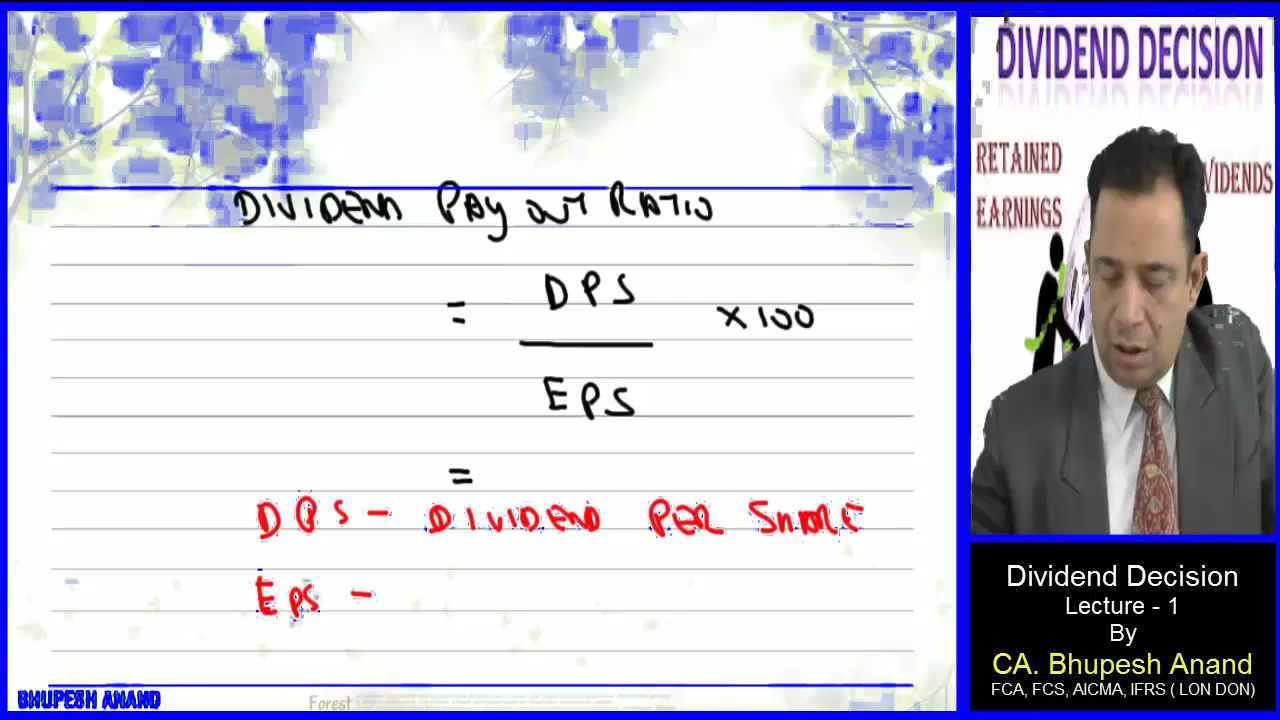 DIVIDEND PAY OUT RATIO
= DPS × 100
EPS
=
DPS – DIVIDEND PER SHARE
EPS –
BHUPESH ANAND
Forest
DIVIDEND DECISION
RETAINED
EARNINGS
VIDENDS
Dividend Decision
Lecture - 1
By
CA. Bhupesh Anand
FCA, FCS, AICMA, IFRS ( LON DON)